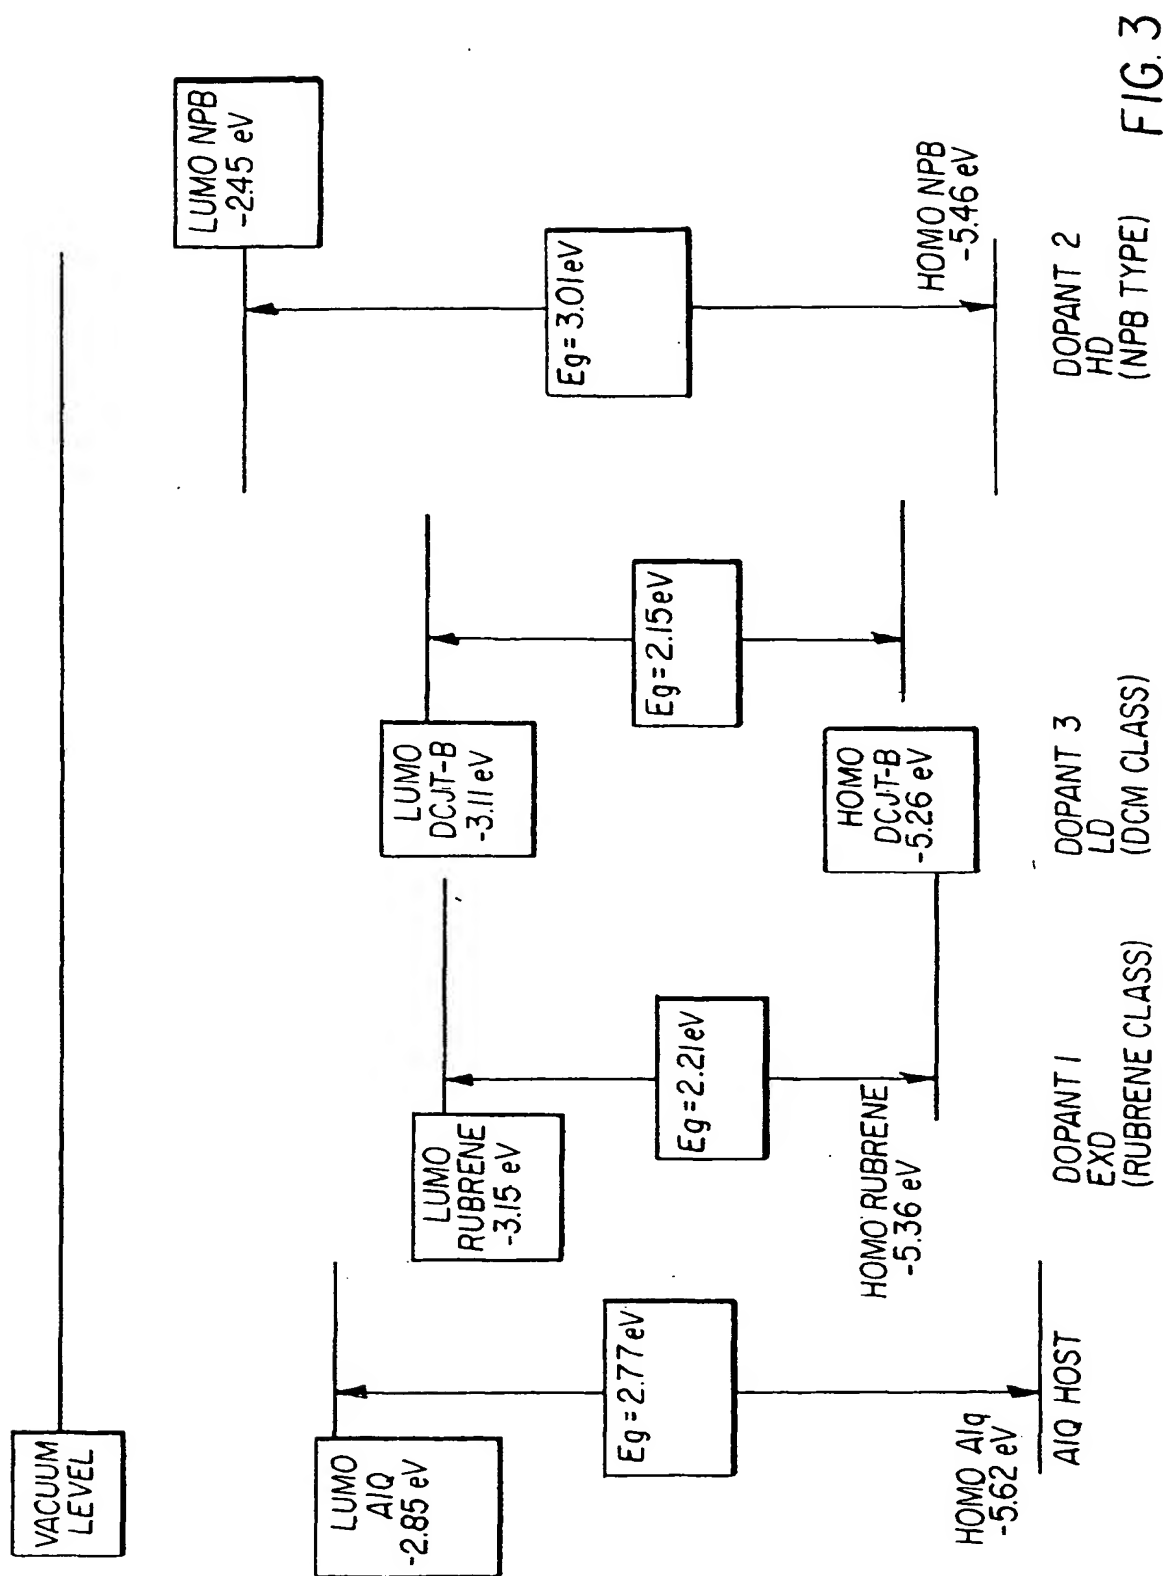 VACUUM
LEVEL
LUMO
AlQ
-2.85 eV
Eg = 2.77 eV
HOMO Alq
-5.62 eV
AlQ HOST
LUMO
RUBRENE
-3.15 eV
Eg = 2.21 eV
HOMO RUBRENE
-5.36 eV
DOPANT 1
EXD
(RUBRENE CLASS)
LUMO
DCJT-B
-3.11 eV
Eg = 2.15 eV
HOMO
DCJT-B
-5.26 eV
DOPANT 3
LD
(DCM CLASS)
LUMO NPB
-2.45 eV
Eg = 3.01 eV
HOMO NPB
-5.46 eV
DOPANT 2
HD
(NPB TYPE)
FIG. 3